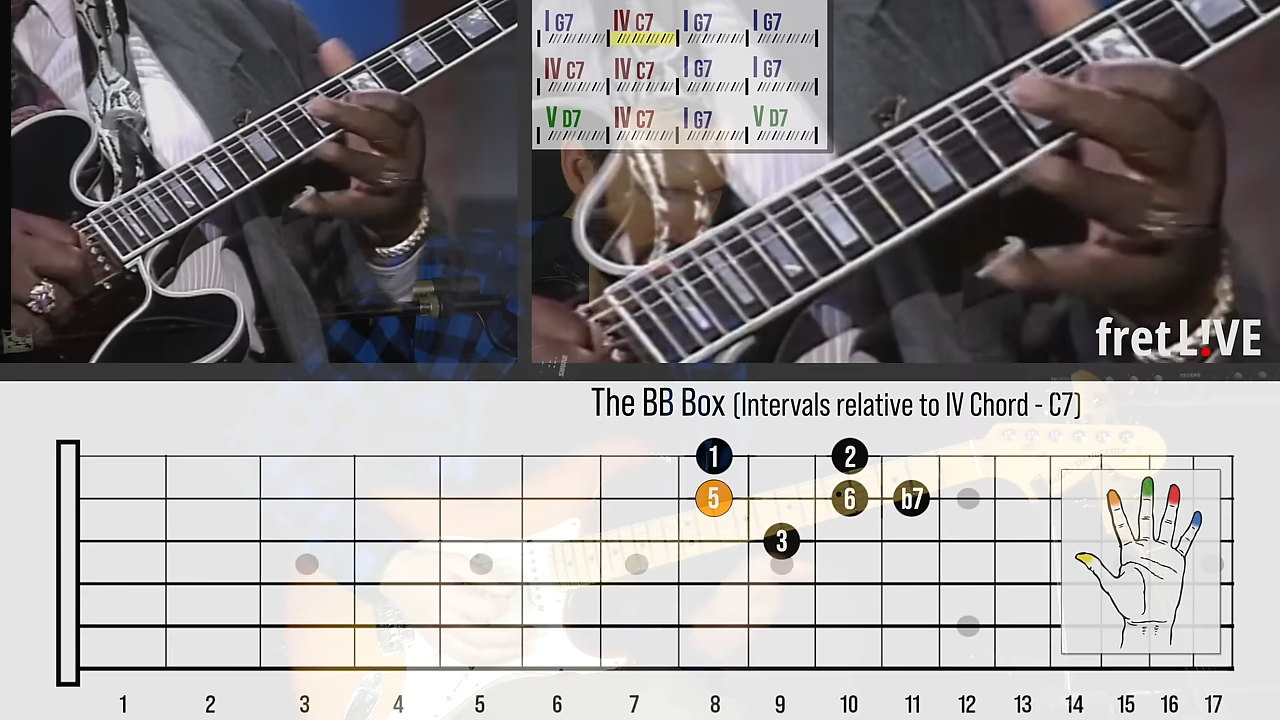 I G7 IV C7 I G7 I G7
IV C7 IV C7 I G7 I G7
V D7 IV C7 I G7 V D7
fret L!VE
The BB Box (Intervals relative to IV Chord - C7)
1 2
5 6 b7
3
1 2 3 4 5 6 7 8 9 10 11 12 13 14 15 16 17